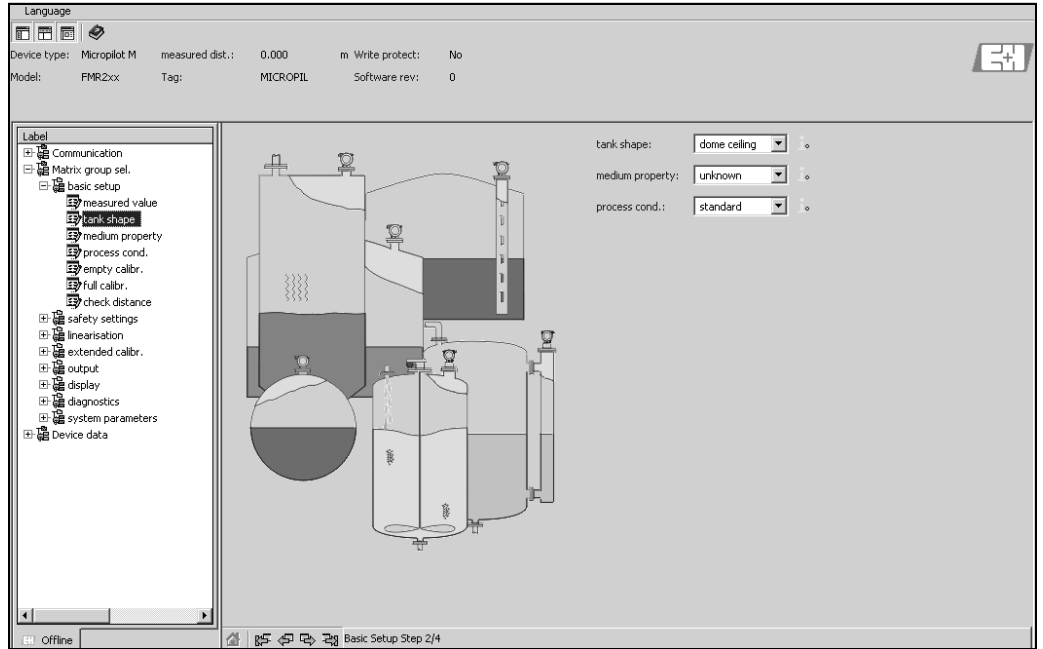 Language
Device type: Micropilot M measured dist.: 0.000 m Write protect: No
Model: FMR2xx Tag: MICROPIL Software rev: 0
E+H
Label
Communication
Matrix group sel.
basic setup
measured value
tank shape
medium property
process cond.
empty calibr.
full calibr.
check distance
safety settings
linearisation
extended calibr.
output
display
diagnostics
system parameters
Device data
tank shape: dome ceiling
medium property: unknown
process cond.: standard
Offline
Basic Setup Step 2/4